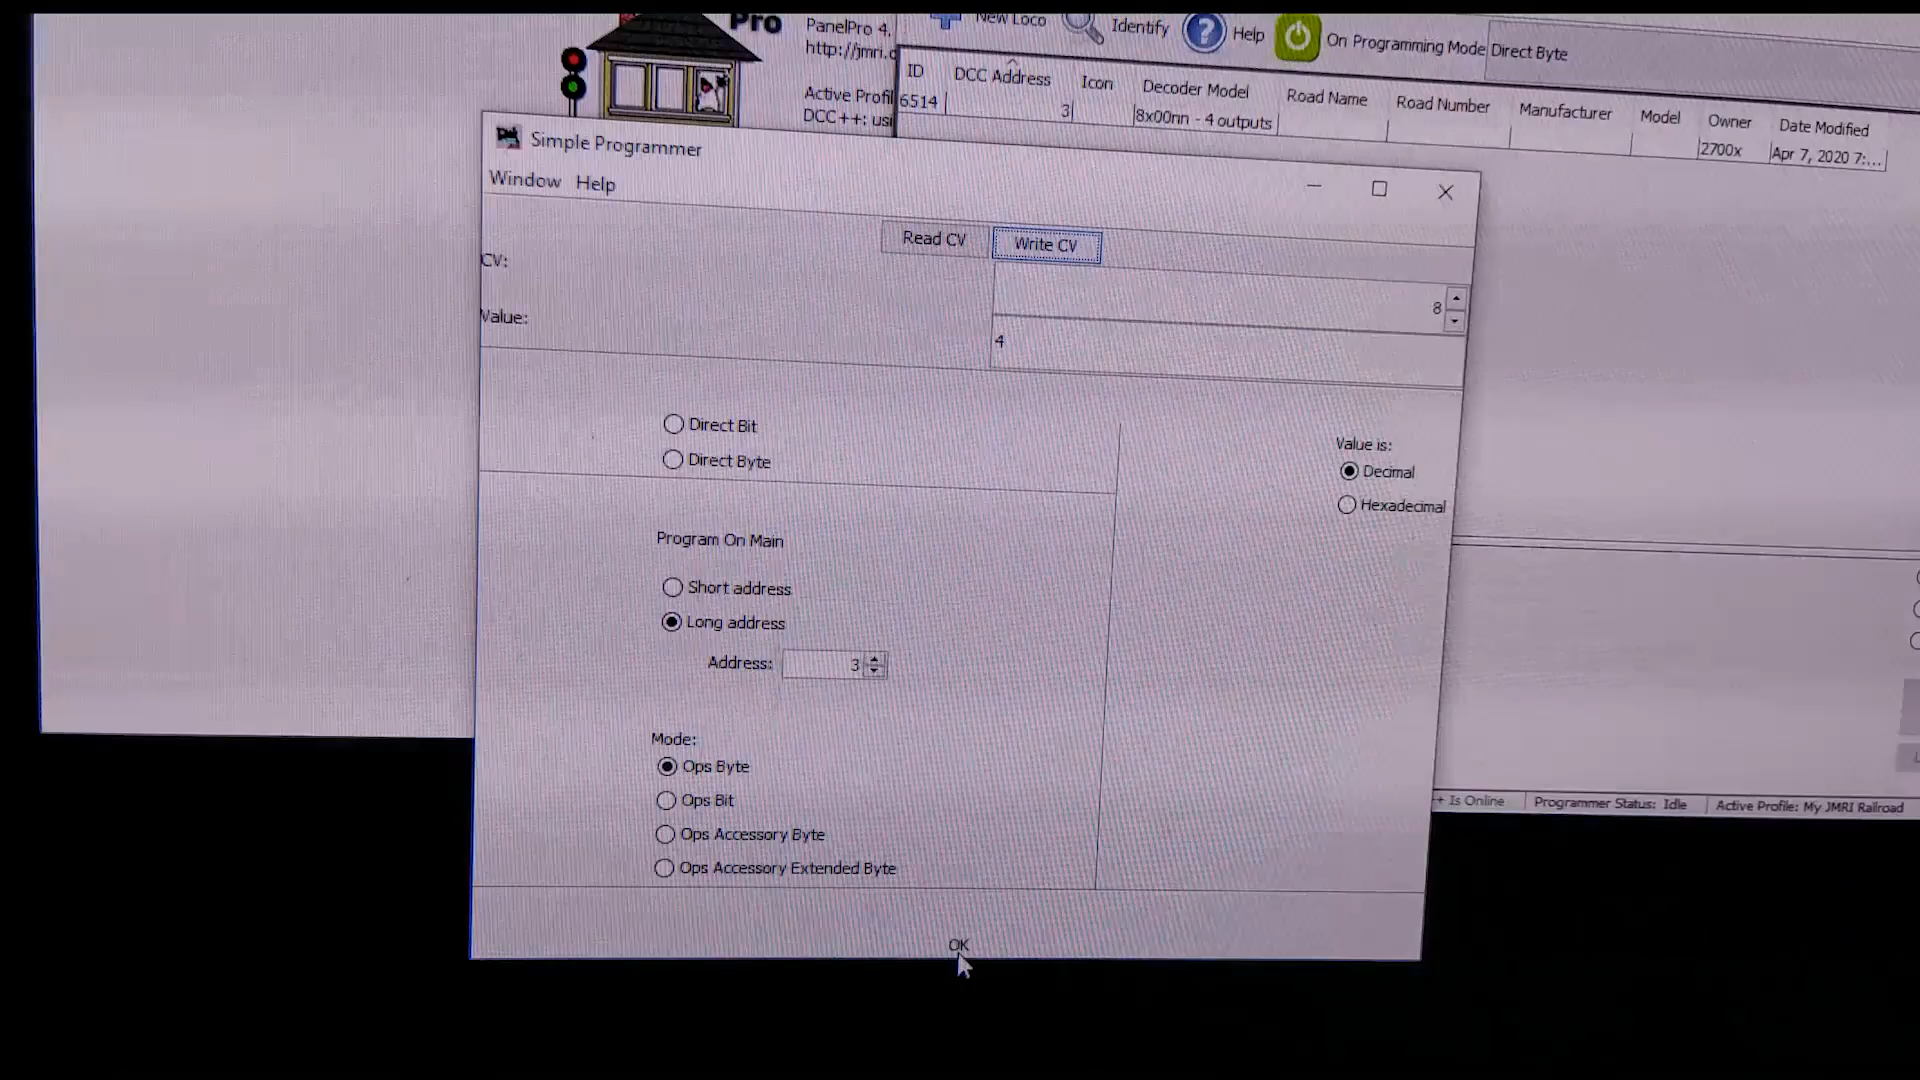 Pro
PanelPro 4.
http://jmri.o
Active Profil
DCC++: usi
New Loco
Identify
Help
On Programming Mode Direct Byte
ID DCC Address Icon Decoder Model Road Name Road Number Manufacturer Model Owner Date Modified
6514 3 8x00nn - 4 outputs 2700x Apr 7, 2020 7:...
Simple Programmer
Window Help
Read CV Write CV
CV: 8
Value: 4
Direct Bit
Direct Byte
Value is:
Decimal
Hexadecimal
Program On Main
Short address
Long address
Address: 3
Mode:
Ops Byte
Ops Bit
Ops Accessory Byte
Ops Accessory Extended Byte
OK
+ Is Online Programmer Status: Idle Active Profile: My JMRI Railroad